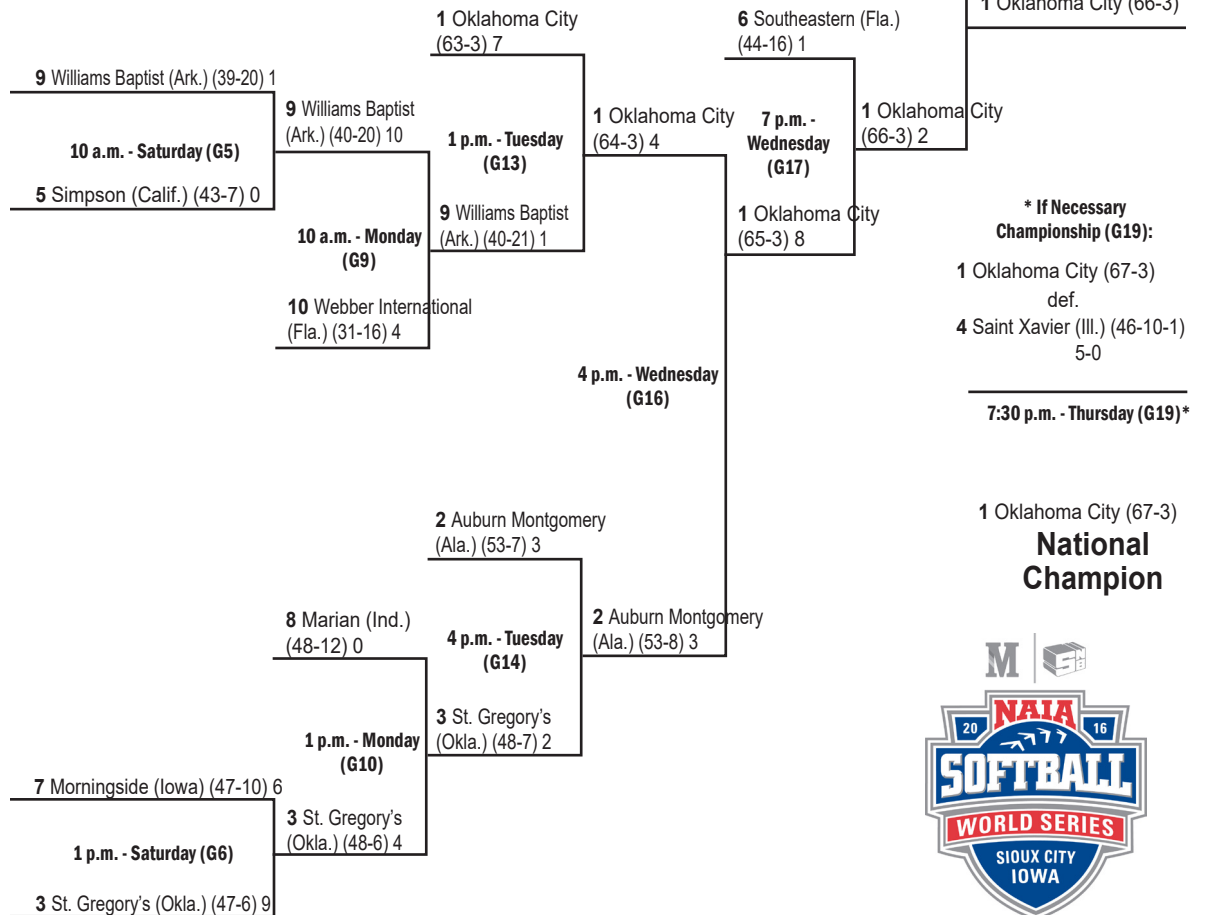 1 Oklahoma City (66-3)
1 Oklahoma City
(63-3) 7
6 Southeastern (Fla.)
(44-16) 1
9 Williams Baptist (Ark.) (39-20) 1
9 Williams Baptist
(Ark.) (40-20) 10
10 a.m. - Saturday (G5)
5 Simpson (Calif.) (43-7) 0
1 p.m. - Tuesday
(G13)
1 Oklahoma City
(64-3) 4
7 p.m. -
Wednesday
(G17)
1 Oklahoma City
(66-3) 2
10 a.m. - Monday
(G9)
9 Williams Baptist
(Ark.) (40-21) 1
1 Oklahoma City
(65-3) 8
10 Webber International
(Fla.) (31-16) 4
* If Necessary
Championship (G19):
1 Oklahoma City (67-3)
def.
4 Saint Xavier (Ill.) (46-10-1)
5-0
4 p.m. - Wednesday
(G16)
7:30 p.m. - Thursday (G19)*
1 Oklahoma City (67-3)
National
Champion
2 Auburn Montgomery
(Ala.) (53-7) 3
8 Marian (Ind.)
(48-12) 0
4 p.m. - Tuesday
(G14)
2 Auburn Montgomery
(Ala.) (53-8) 3
1 p.m. - Monday
(G10)
3 St. Gregory's
(Okla.) (48-7) 2
7 Morningside (Iowa) (47-10) 6
3 St. Gregory's
(Okla.) (48-6) 4
1 p.m. - Saturday (G6)
3 St. Gregory's (Okla.) (47-6) 9
M
NAIA
20 16
SOFTBALL
WORLD SERIES
SIOUX CITY
IOWA